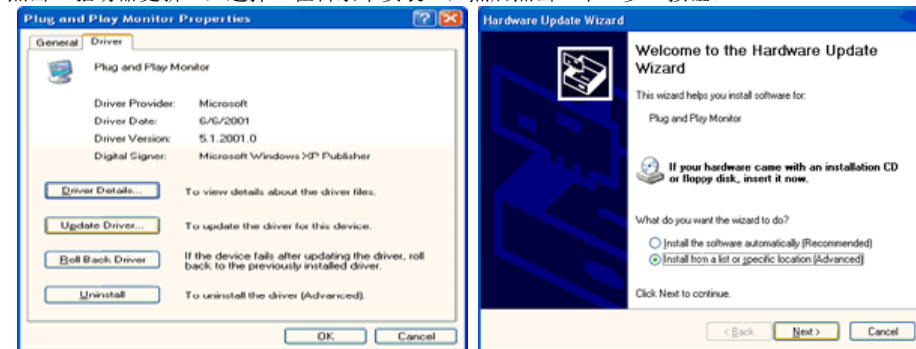 Plug and Play Monitor Properties
General
Driver
Plug and Play Monitor
Driver Provider: Microsoft
Driver Date: 6/6/2001
Driver Version: 5.1.2001.0
Digital Signer: Microsoft Windows XP Publisher
Driver Details...
To view details about the driver files.
Update Driver...
To update the driver for this device.
Roll Back Driver
If the device fails after updating the driver, roll
back to the previously installed driver.
Uninstall
To uninstall the driver (Advanced).
OK
Cancel
Hardware Update Wizard
Welcome to the Hardware Update
Wizard
This wizard helps you install software for:
Plug and Play Monitor
If your hardware came with an installation CD
or floppy disk, insert it now.
What do you want the wizard to do?
Install the software automatically (Recommended)
Install from a list or specific location (Advanced)
Click Next to continue.
< Back
Next >
Cancel